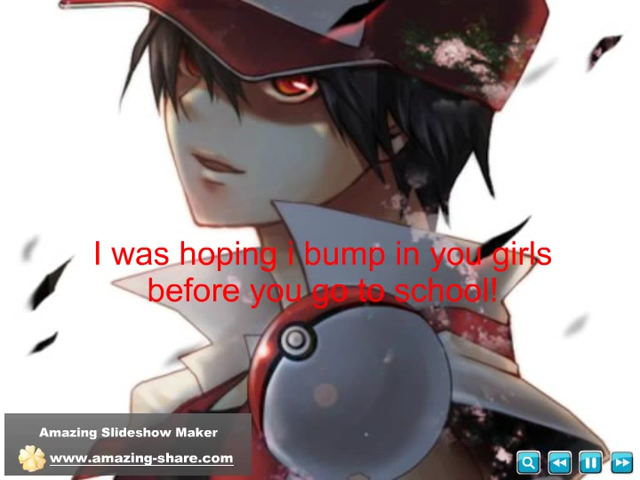 I was hoping i bump in you girls
before you go to school!
Amazing Slideshow Maker
www.amazing-share.com